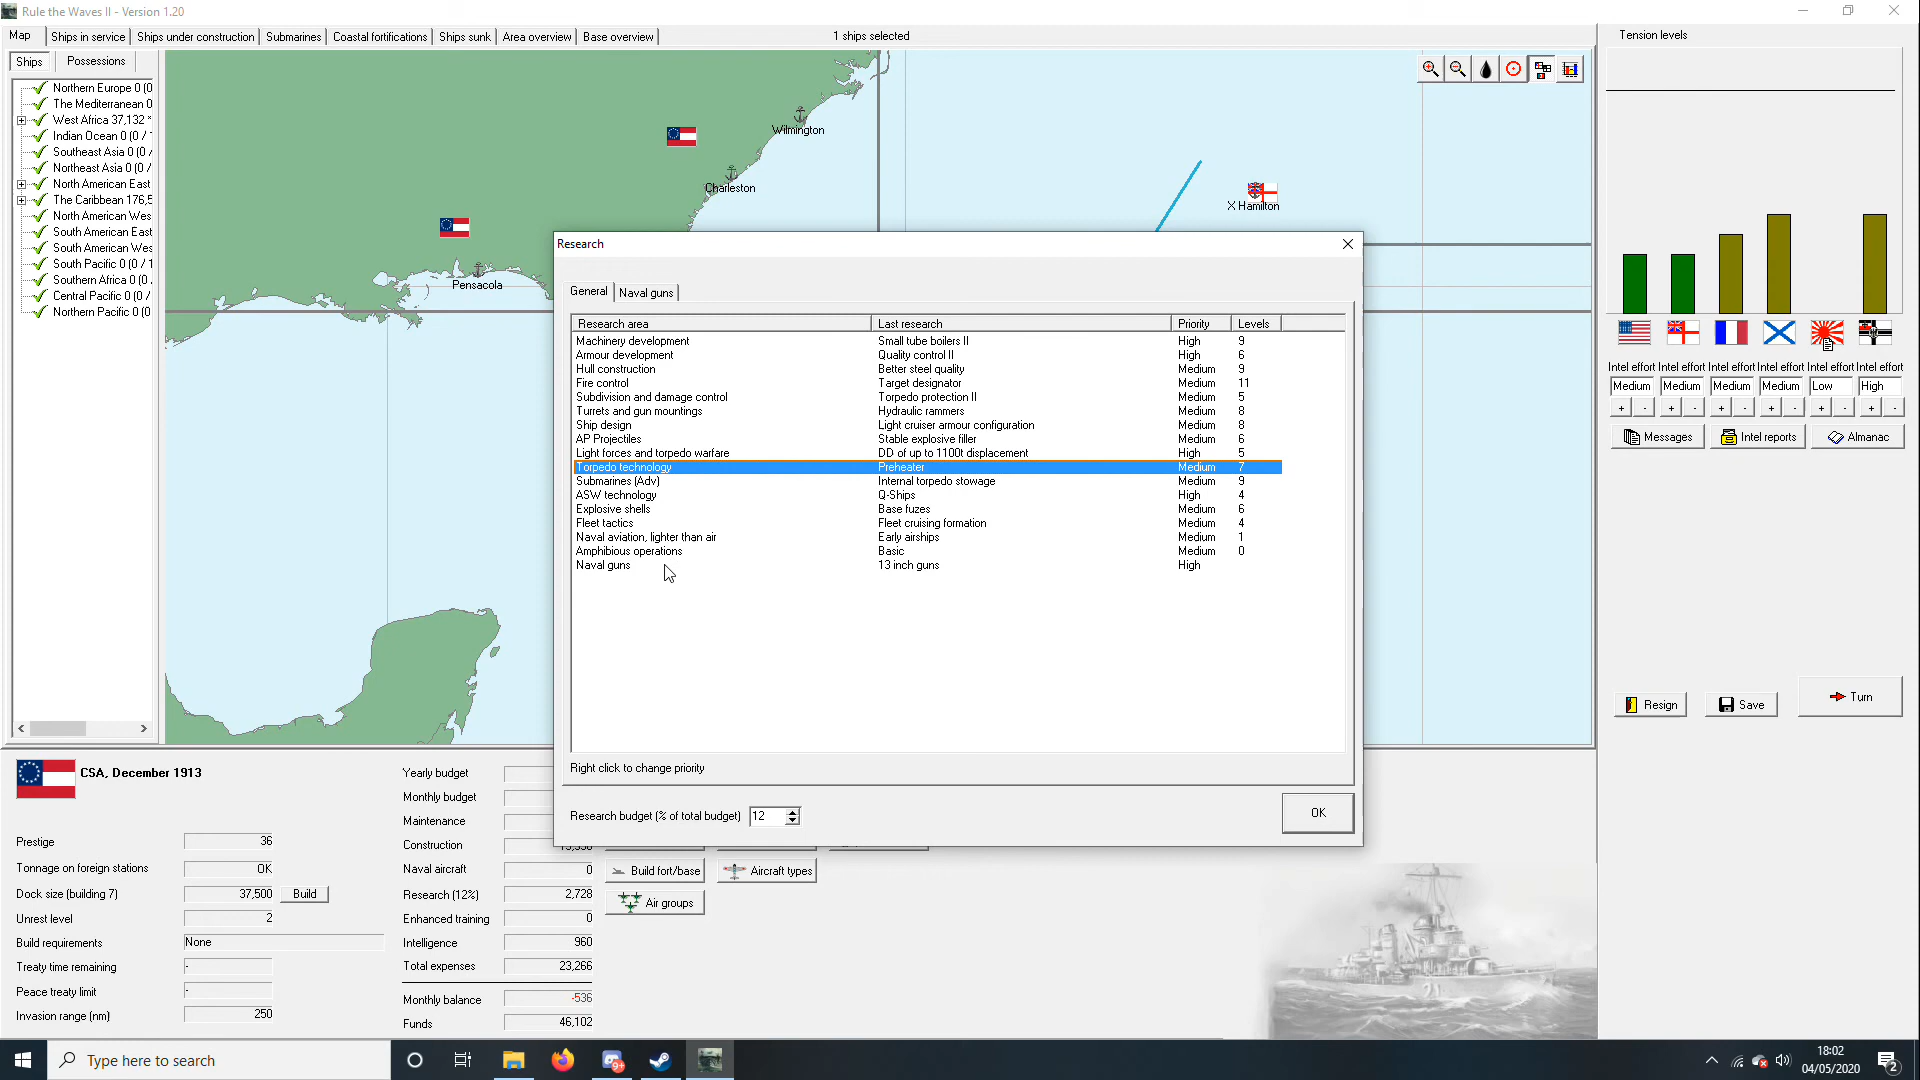 Rule the Waves II - Version 1.20
Map
Ships in service
Ships under construction
Submarines
Coastal fortifications
Ships sunk
Area overview
Base overview
1 ships selected
Tension levels
Ships
Possessions
Northern Europe 0 (0
The Mediterranean 0
West Africa 37,132 *
Indian Ocean 0 (0 / 1
Southeast Asia 0 (0 /
Northeast Asia 0 (0 /
North American East
The Caribbean 176,5
North American Wes
South American East
South American Wes
South Pacific 0 (0 / 1
Southern Africa 0 (0 .
Central Pacific 0 (0 /
Northern Pacific 0 (0
Wilmington
Charleston
Pensacola
X Hamilton
Research
General
Naval guns
Research area Last research Priority Levels
Machinery development Small tube boilers II High 9
Armour development Quality control II High 6
Hull construction Better steel quality Medium 9
Fire control Target designator Medium 11
Subdivision and damage control Torpedo protection II Medium 5
Turrets and gun mountings Hydraulic rammers Medium 8
Ship design Light cruiser armour configuration Medium 8
AP Projectiles Stable explosive filler Medium 6
Light forces and torpedo warfare DD of up to 1100t displacement High 5
Torpedo technology Preheater Medium 7
Submarines (Adv) Internal torpedo stowage Medium 9
ASW technology Q-Ships High 4
Explosive shells Base fuzes Medium 6
Fleet tactics Fleet cruising formation Medium 4
Naval aviation, lighter than air Early airships Medium 1
Amphibious operations Basic Medium 0
Naval guns 13 inch guns High
Right click to change priority
Research budget (% of total budget) 12
OK
Intel effort Intel effort Intel effort Intel effort Intel effort Intel effort
Medium Medium Medium Medium Low High
+ - + - + - + - + - + -
Messages
Intel reports
Almanac
Resign
Save
Turn
CSA, December 1913
Prestige 36
Tonnage on foreign stations OK
Dock size (building 7) 37,500 Build
Unrest level 2
Build requirements None
Treaty time remaining -
Peace treaty limit -
Invasion range (nm) 250
Yearly budget
Monthly budget
Maintenance
Construction
Naval aircraft 0
Research (12%) 2,728
Enhanced training 0
Intelligence 960
Total expenses 23,266
Monthly balance -536
Funds 46,102
Build fort/base
Aircraft types
Air groups
Type here to search
9+
18:02
04/05/2020
2